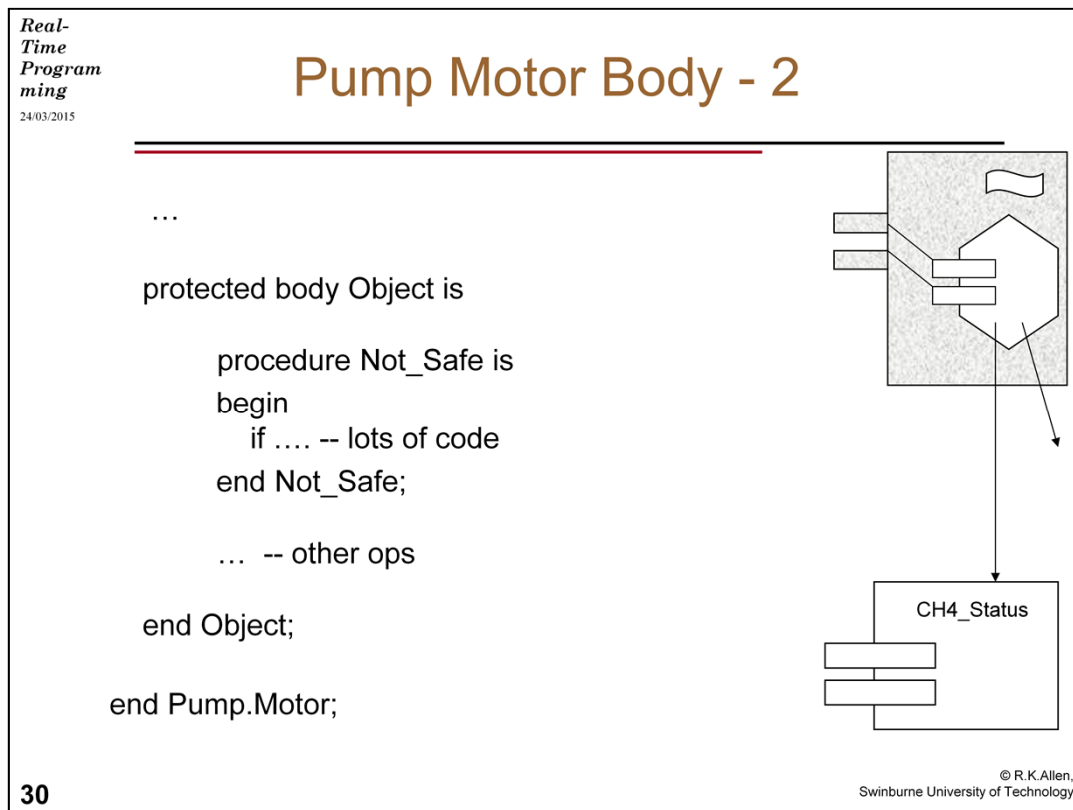 Real-
Time
Program
ming
24/03/2015
Pump Motor Body - 2
…
protected body Object is
procedure Not_Safe is
begin
if …. -- lots of code
end Not_Safe;
… -- other ops
end Object;
end Pump.Motor;
CH4_Status
30
© R.K.Allen,
Swinburne University of Technology